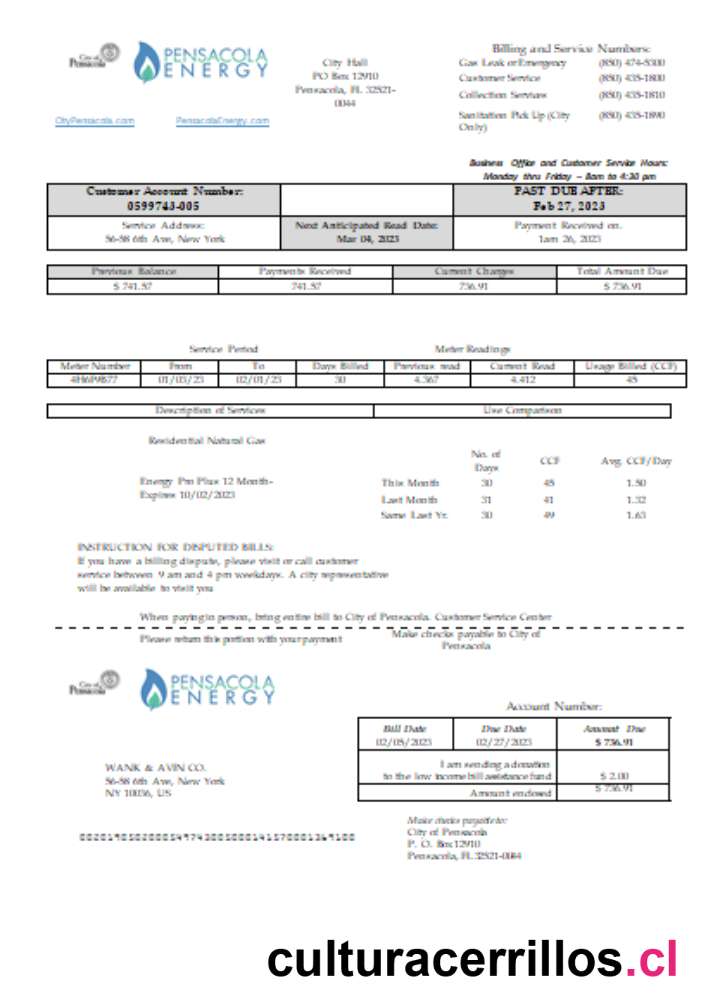 City of Pensacola
PENSACOLA ENERGY
City Hall
PO Box 12910
Pensacola, FL 32521-
0044
Billing and Service Numbers:
Gas Leak or Emergency (850) 474-5300
Customer Service (850) 435-1800
Collection Services (850) 435-1810
Sanitation Pick Up (City Only) (850) 435-1890
CityPensacola.com PensacolaEnergy.com
Business Office and Customer Service Hours:
Monday thru Friday – 8am to 4:30 pm
Customer Account Number:
0599743-005
PAST DUE AFTER:
Feb 27, 2023
Service Address:
56-58 6th Ave, New York
Next Anticipated Read Date:
Mar 04, 2023
Payment Received on.
1am 26, 2023
Previous Balance Payments Received Current Charges Total Amount Due
$ 741.57 741.57 736.91 $ 736.91
Service Period Meter Readings
Meter Number From To Days Billed Previous read Current Read Usage Billed (CCF)
01/03/23 02/01/23 30 4.367 4.412 45
Description of Services Use Comparison
Residential Natural Gas
No. of Days CCF Avg. CCF/Day
Energy Pro Plus 12 Month-
Expires 10/02/2023
This Month 30 45 1.50
Last Month 31 41 1.32
Same Last Yr. 30 49 1.63
INSTRUCTION FOR DISPUTED BILLS:
If you have a billing dispute, please visit or call customer
service between 9 am and 4 pm weekdays. A city representative
will be available to visit you
When paying in person, bring entire bill to City of Pensacola. Customer Service Center
Please return this portion with your payment
Make checks payable to City of
Pensacola
City of Pensacola
PENSACOLA ENERGY
Account Number:
Bill Date Due Date Amount Due
02/05/2023 02/27/2023 $ 736.91
I am sending a donation
to the low income bill assistance fund $ 2.00
Amount enclosed $ 736.91
WANK & AVIN CO.
56-58 6th Ave, New York
NY 10036, US
Make checks payable to:
City of Pensacola
P. O. Box 12910
Pensacola, FL 32521-0044
culturacerrillos.cl